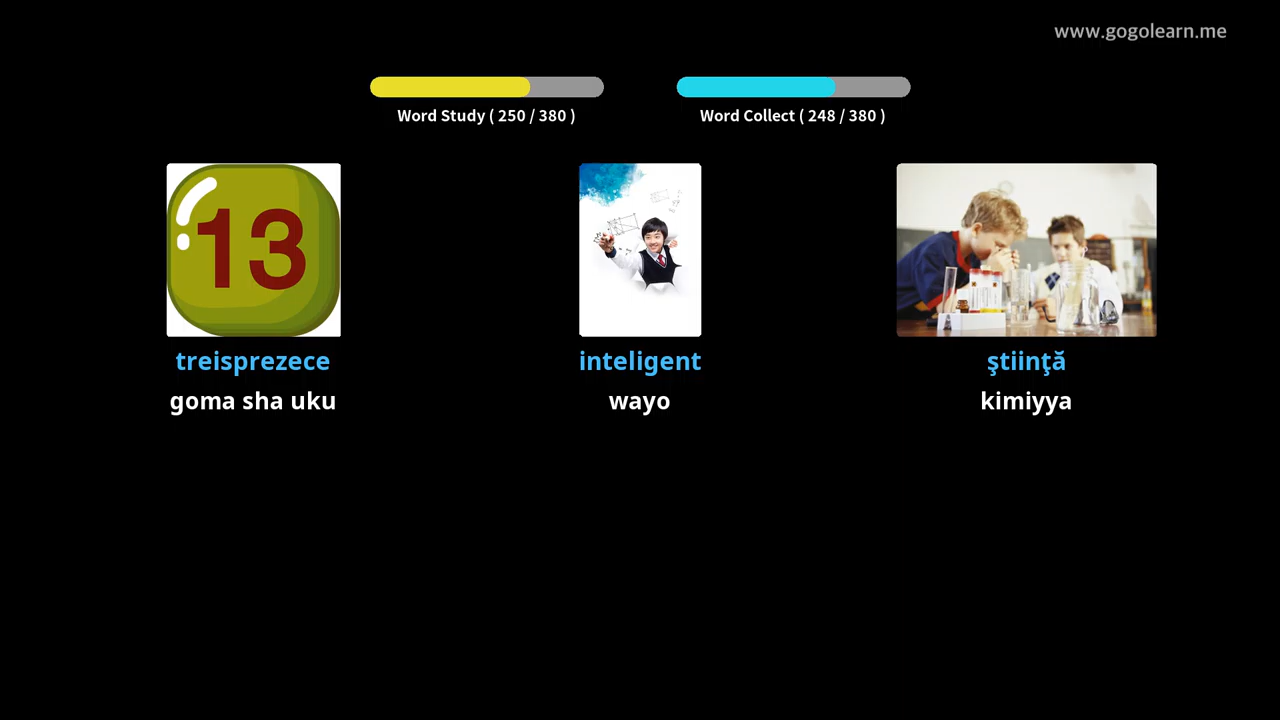 www.gogolearn.me
Word Study ( 250 / 380 )
Word Collect ( 248 / 380 )
13
treisprezece
inteligent
ştiinţă
goma sha uku
wayo
kimiyya